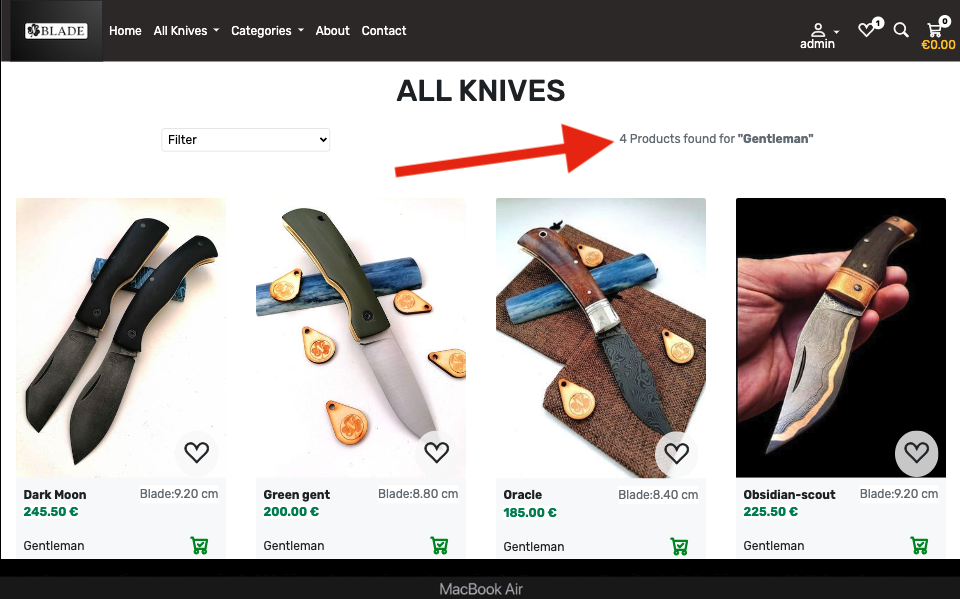 BLADE
Home All Knives Categories About Contact
admin
1
0
€0.00
ALL KNIVES
Filter
4 Products found for "Gentleman"
Dark Moon Blade:9.20 cm
245.50 €
Gentleman
Green gent Blade:8.80 cm
200.00 €
Gentleman
Oracle Blade:8.40 cm
185.00 €
Gentleman
Obsidian-scout Blade:9.20 cm
225.50 €
Gentleman
MacBook Air